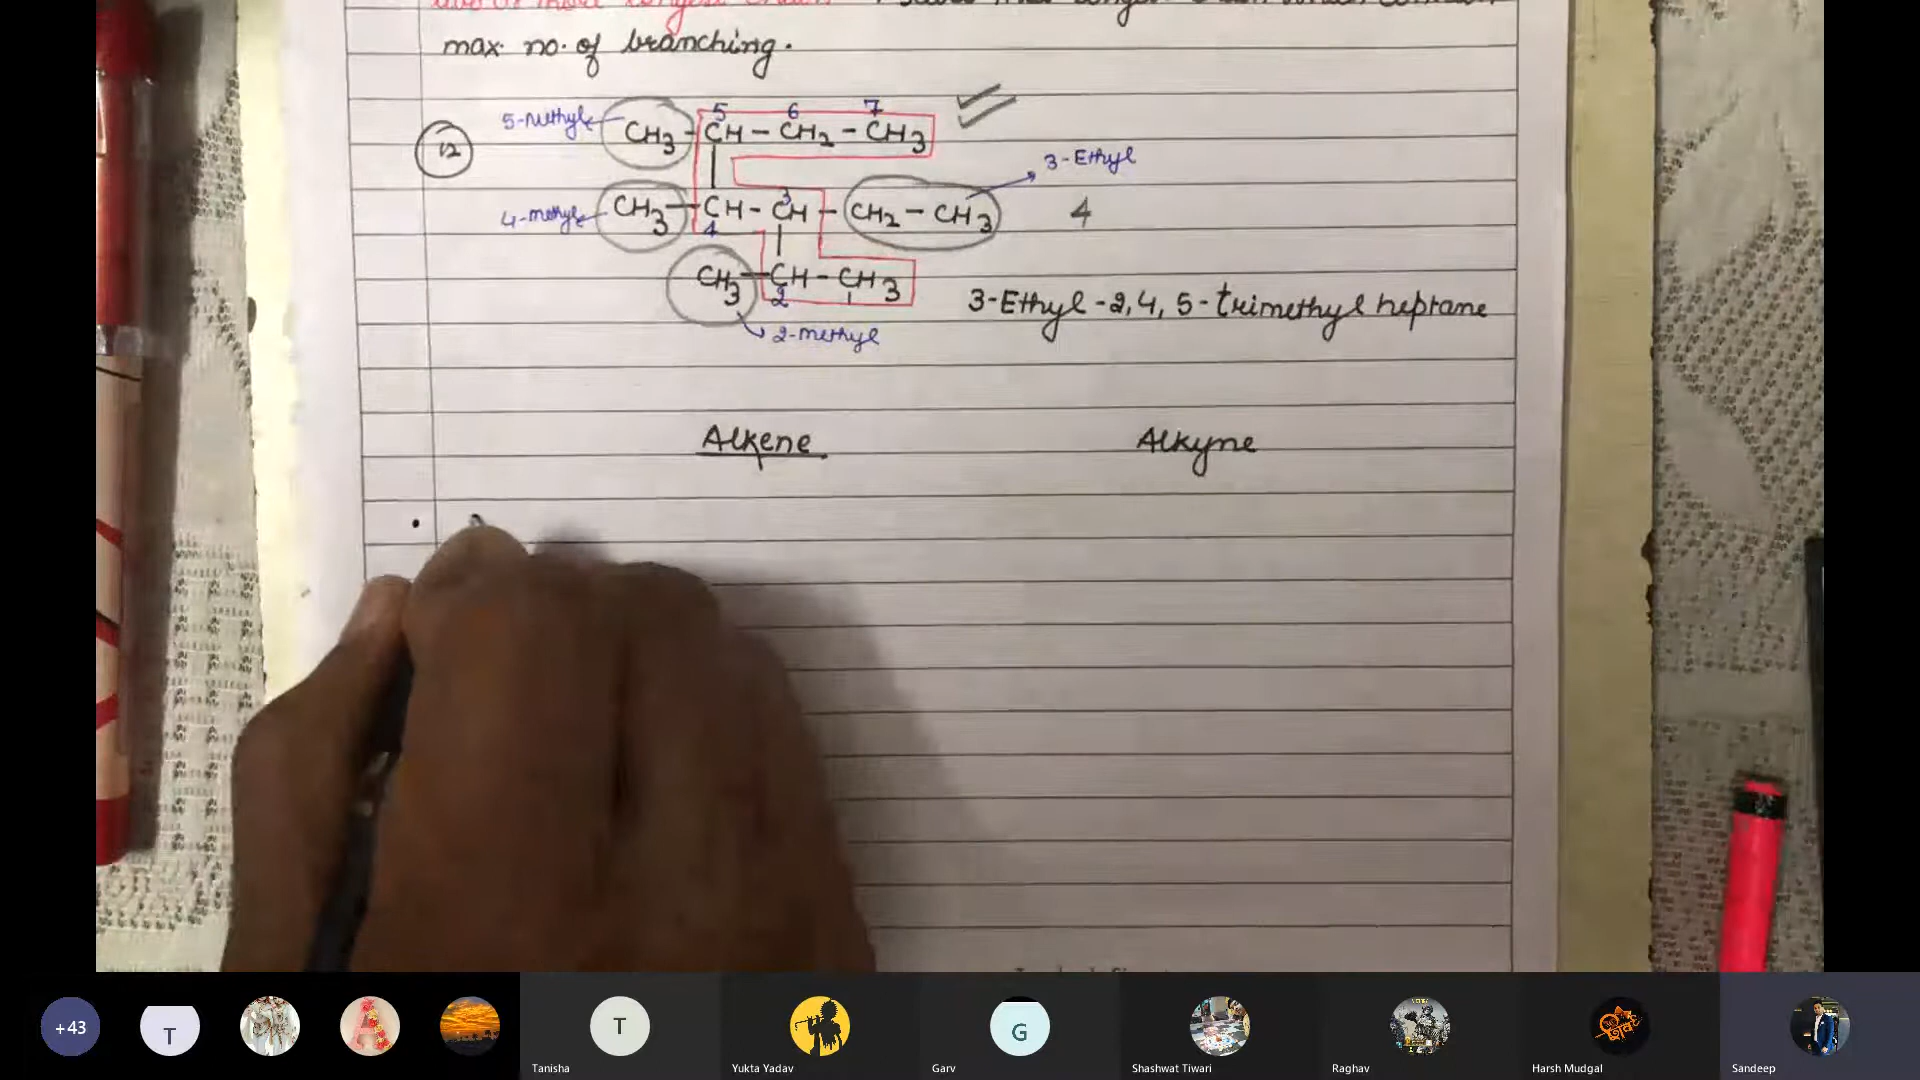 max. no. of branching.
5-methyl CH3 - CH - CH2 - CH3
5 6 7
12
3-Ethyl
4-methyl CH3 - CH - CH - CH2 - CH3 4
3
4
CH3 - CH - CH3
2 1
2-methyl
3-Ethyl-2,4,5-trimethyl heptane
Alkene Alkyne
+43 T A T G
Tanisha Yukta Yadav Garv Shashwat Tiwari Raghav Harsh Mudgal Sandeep